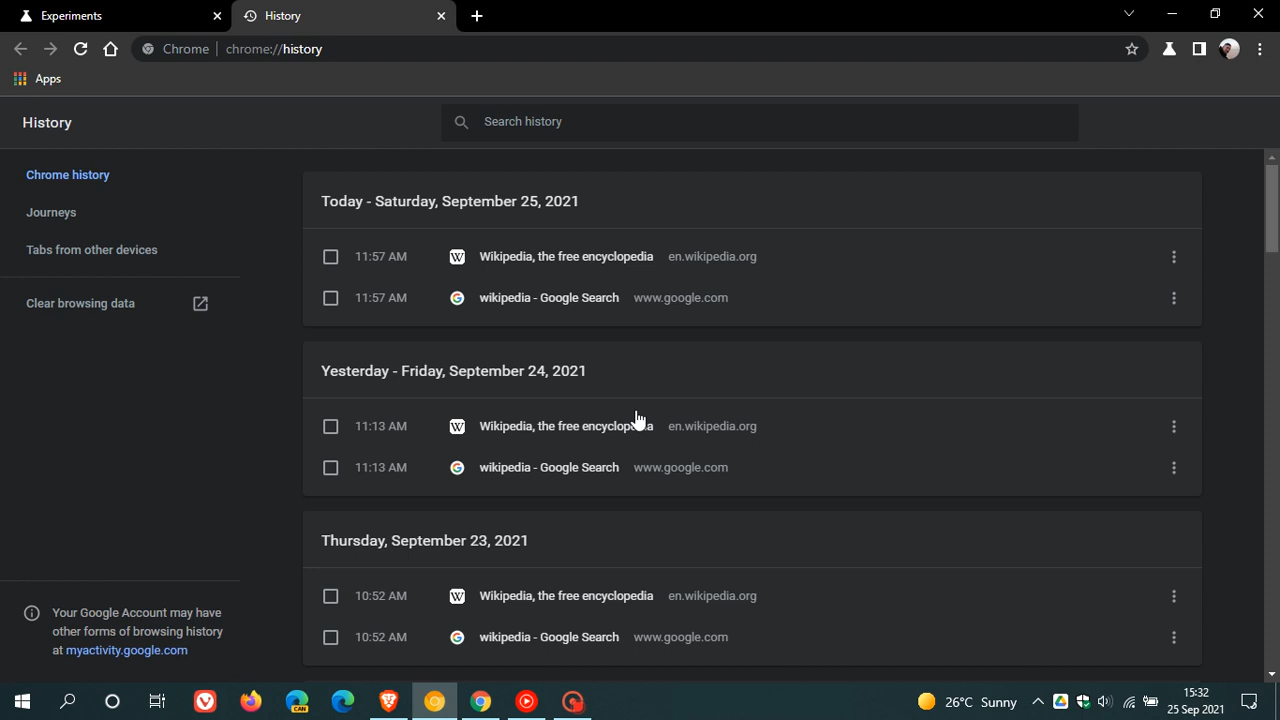 Experiments
History
Chrome
chrome://history
Apps
History
Search history
Chrome history
Journeys
Tabs from other devices
Clear browsing data
Your Google Account may have
other forms of browsing history
at myactivity.google.com
Today - Saturday, September 25, 2021
11:57 AM W Wikipedia, the free encyclopedia en.wikipedia.org
11:57 AM G wikipedia - Google Search www.google.com
Yesterday - Friday, September 24, 2021
11:13 AM W Wikipedia, the free encyclopedia en.wikipedia.org
11:13 AM G wikipedia - Google Search www.google.com
Thursday, September 23, 2021
10:52 AM W Wikipedia, the free encyclopedia en.wikipedia.org
10:52 AM G wikipedia - Google Search www.google.com
CAN
26°C Sunny
15:32
25 Sep 2021